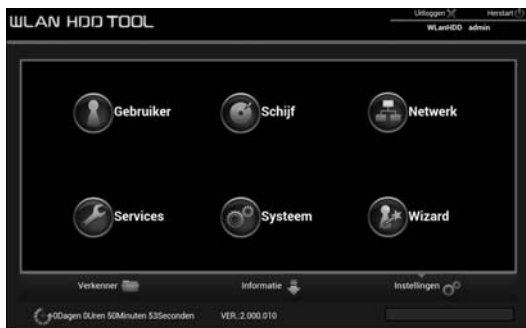 WLAN HDD TOOL
Uitloggen Herstart
WLanHDD admin
Gebruiker Schijf Netwerk
Services Systeem Wizard
Verkenner Informatie Instellingen
0Dagen 0Uren 50Minuten 53Seconden VER.:2.000.010